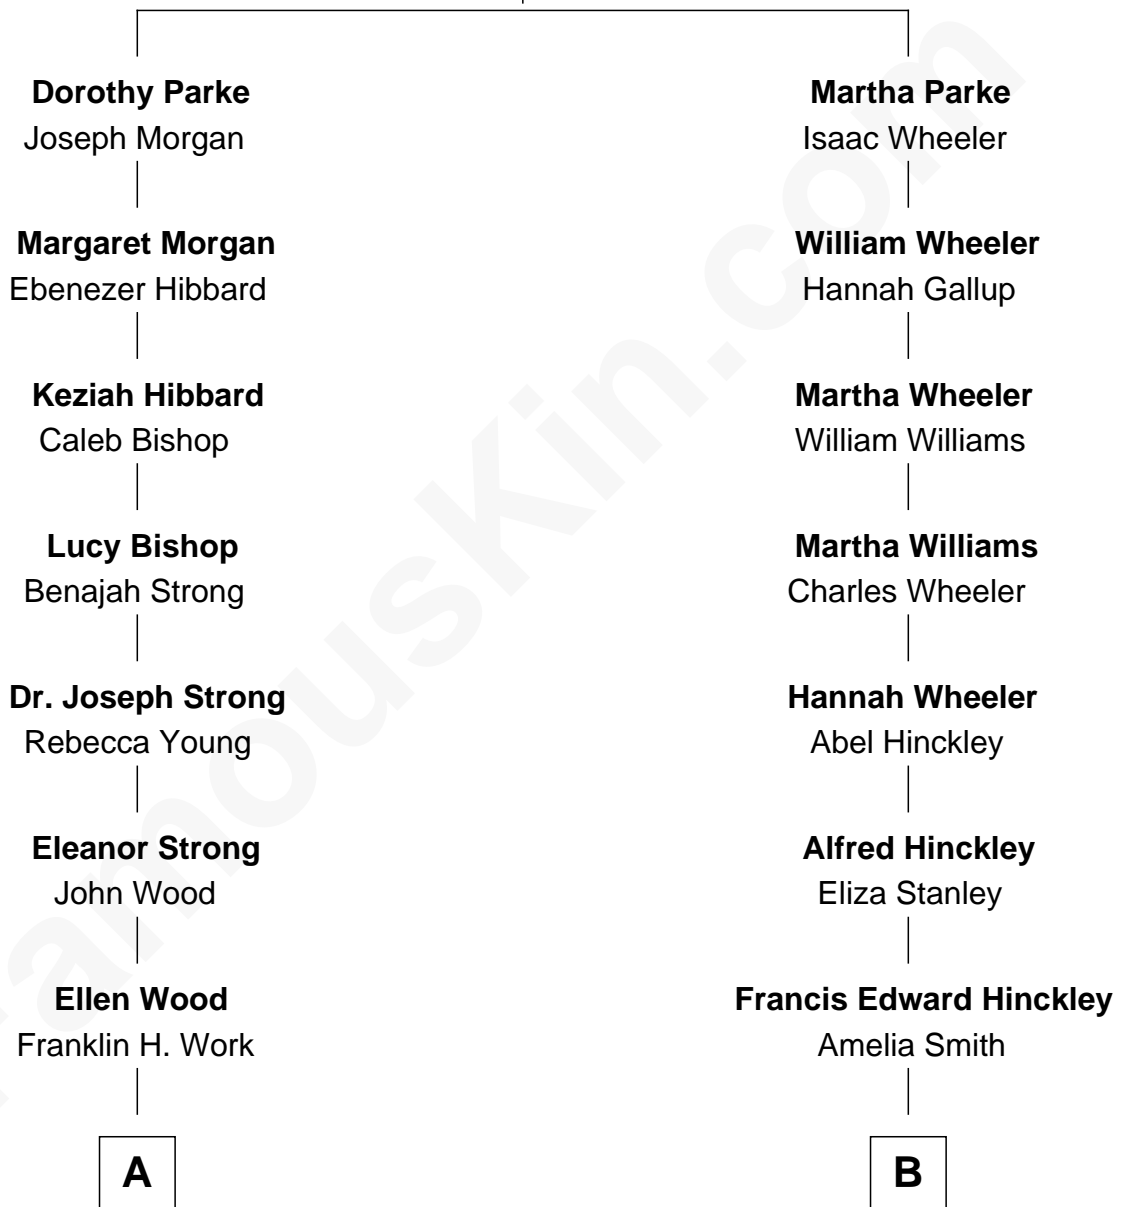 Dorothy Parke
Joseph Morgan
Margaret Morgan
Ebenezer Hibbard
Keziah Hibbard
Caleb Bishop
Lucy Bishop
Benajah Strong
Dr. Joseph Strong
Rebecca Young
Eleanor Strong
John Wood
Ellen Wood
Franklin H. Work
A
Martha Parke
Isaac Wheeler
William Wheeler
Hannah Gallup
Martha Wheeler
William Williams
Martha Williams
Charles Wheeler
Hannah Wheeler
Abel Hinckley
Alfred Hinckley
Eliza Stanley
Francis Edward Hinckley
Amelia Smith
B
FamousKin.com